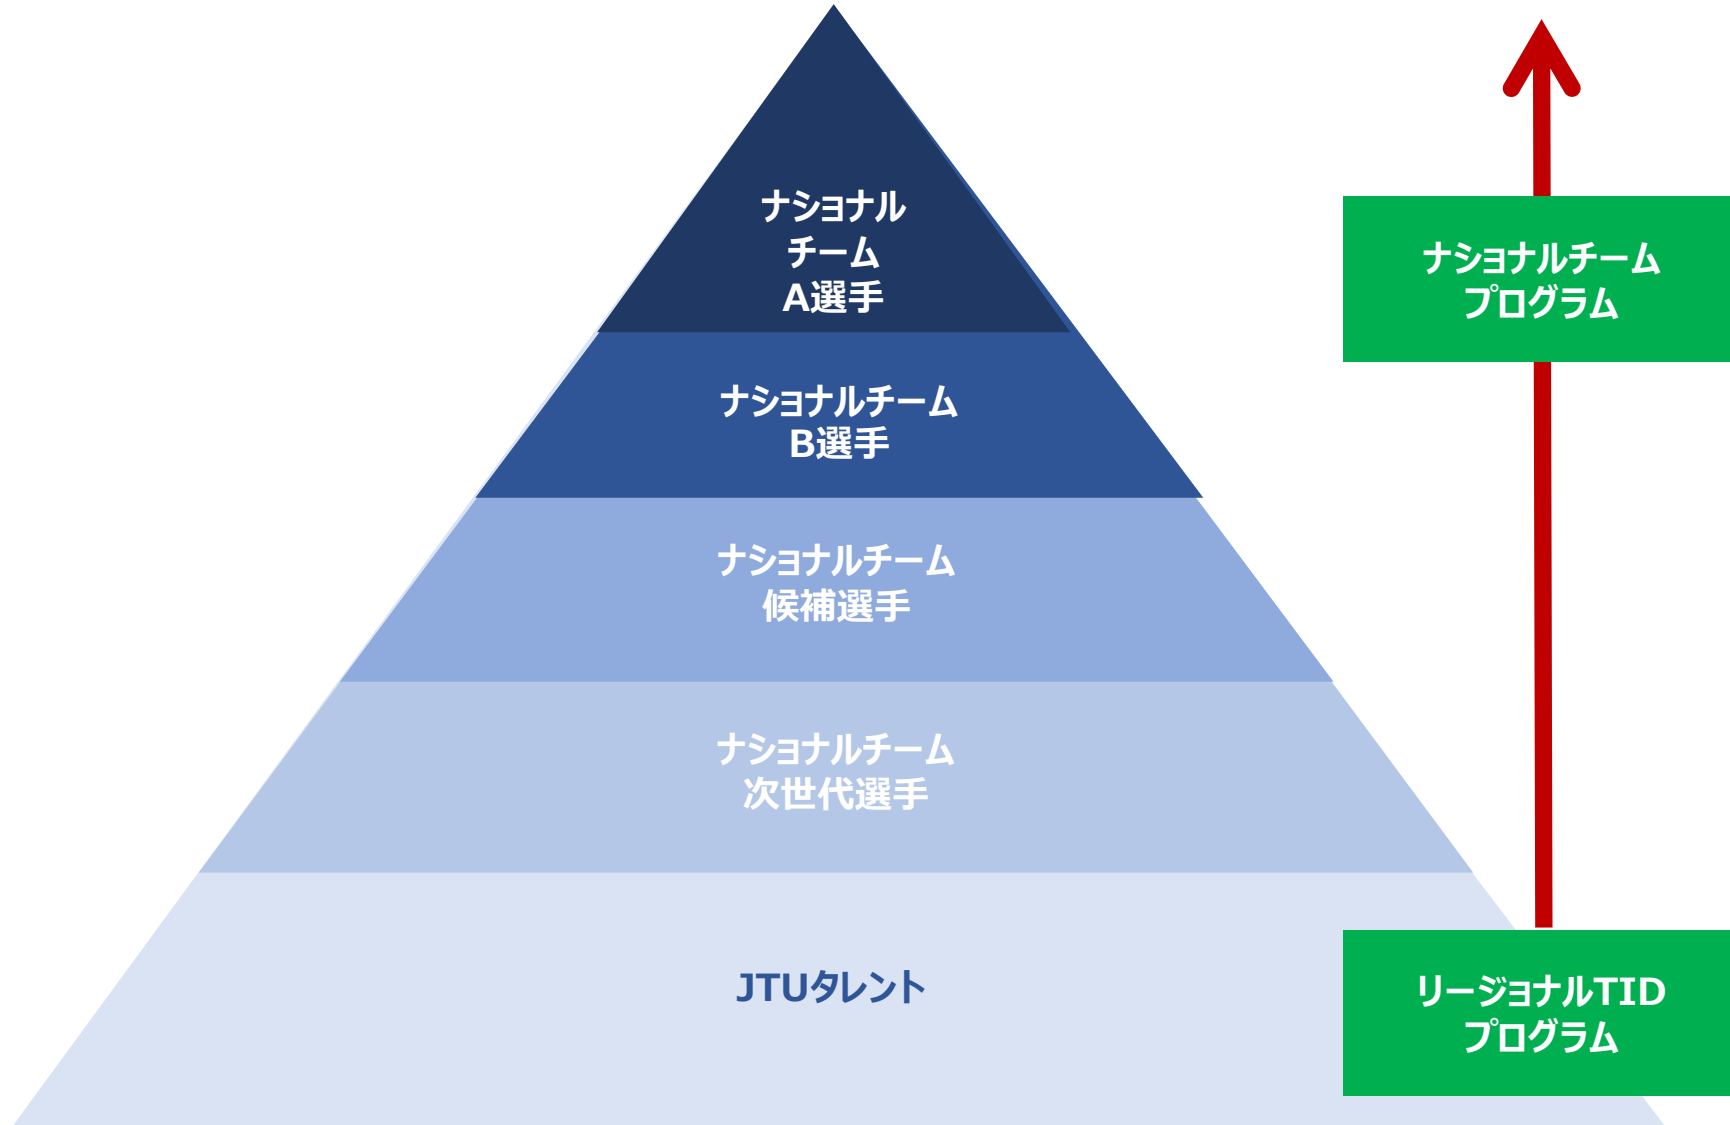 ナショナル
チーム
A選手
ナショナルチーム
B選手
ナショナルチーム
候補選手
ナショナルチーム
次世代選手
JTUタレント
ナショナルチーム
プログラム
リージョナルTID
プログラム